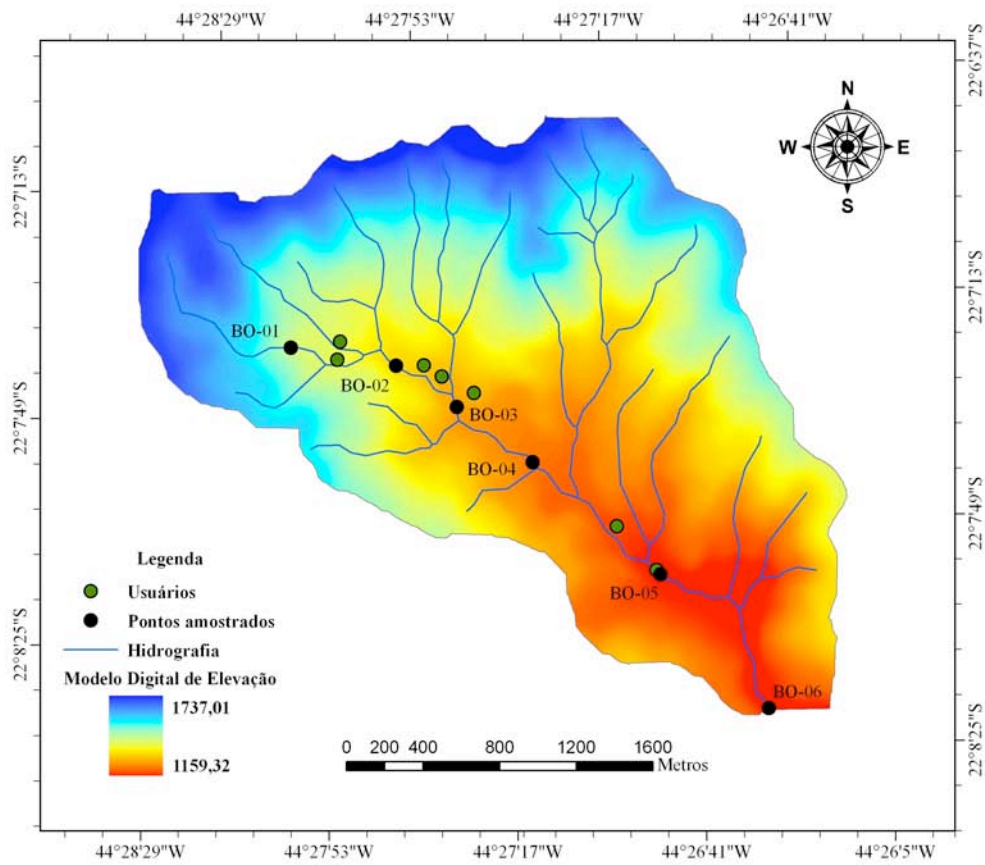 44°28'29"W 44°27'53"W 44°27'17"W 44°26'41"W
22°6'37"S
N
W E
S
22°7'13"S
22°7'13"S
BO-01
BO-02
BO-03
22°7'49"S
BO-04
22°7'49"S
Legenda
Usuários
BO-05
Pontos amostrados
22°8'25"S
Hidrografia
Modelo Digital de Elevação
BO-06
1737,01
22°8'25"S
0 200 400 800 1200 1600
Metros
1159,32
44°28'29"W 44°27'53"W 44°27'17"W 44°26'41"W 44°26'5"W